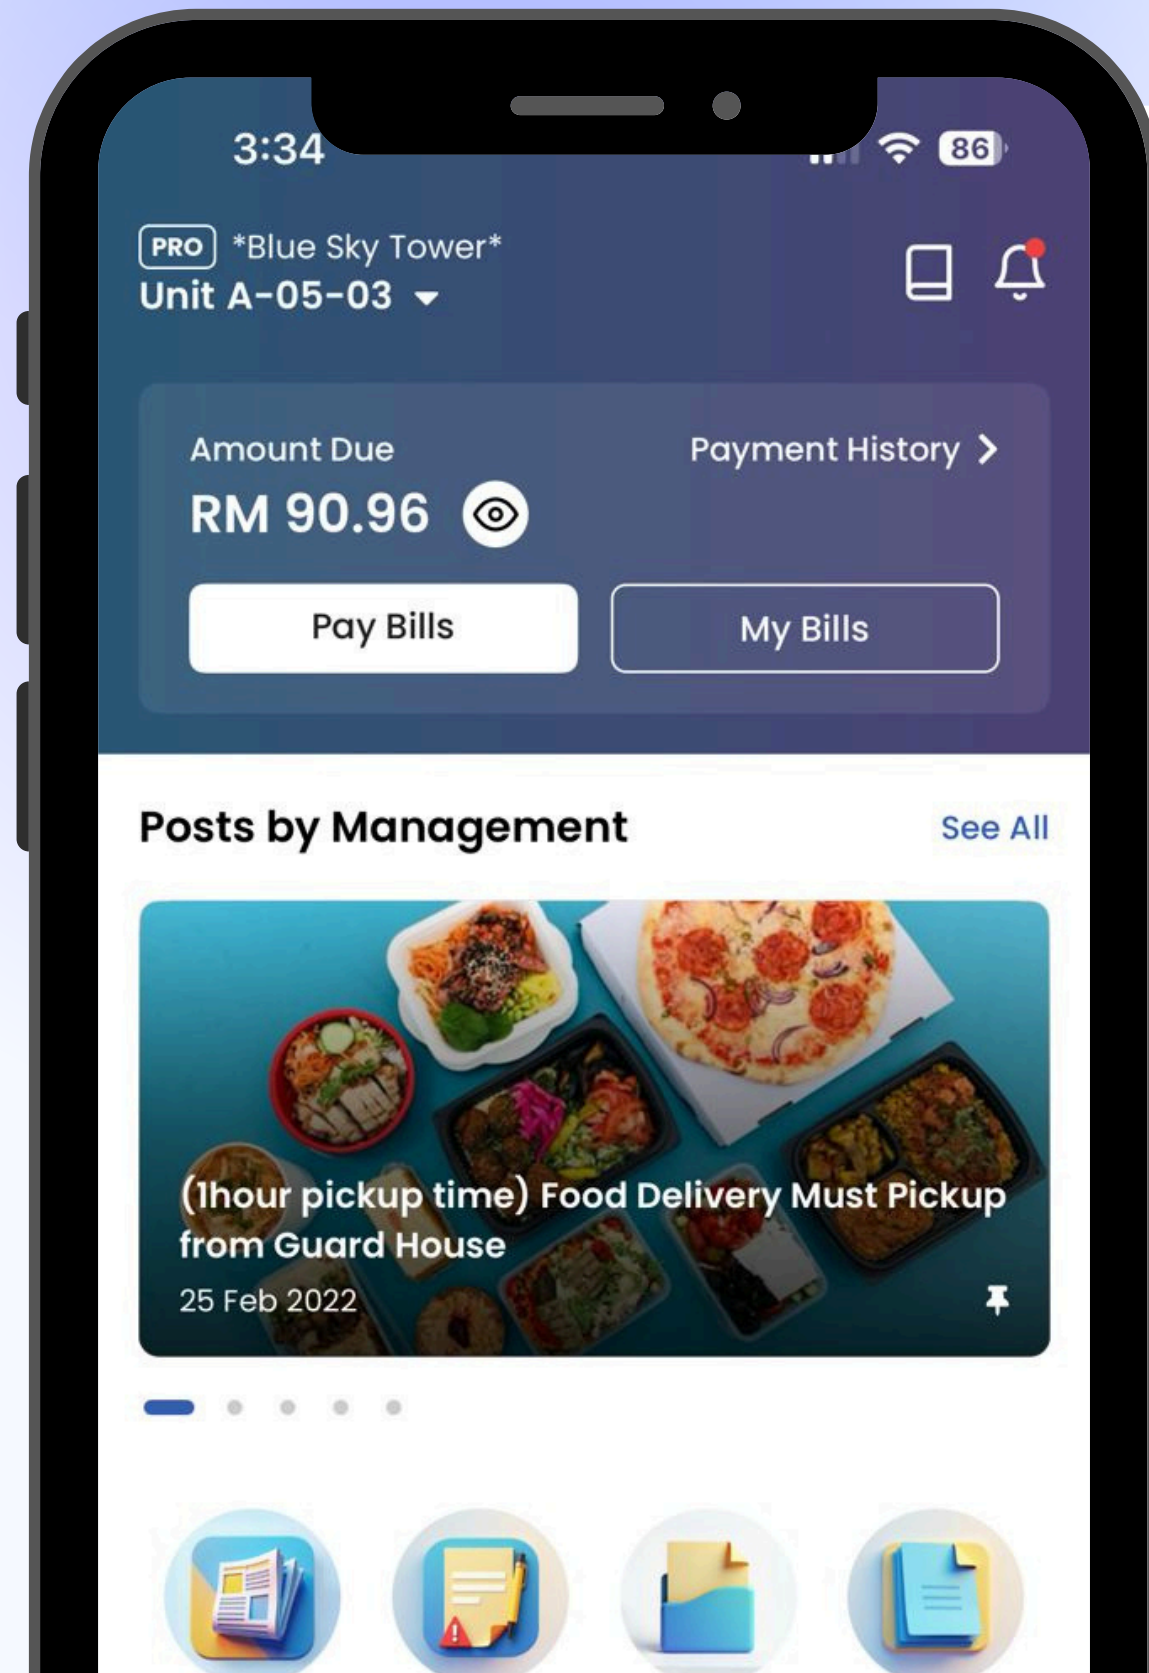 3:34
86
PRO *Blue Sky Tower*
Unit A-05-03
Amount Due
Payment History
RM 90.96
Pay Bills
My Bills
Posts by Management
See All
(1hour pickup time) Food Delivery Must Pickup
from Guard House
25 Feb 2022